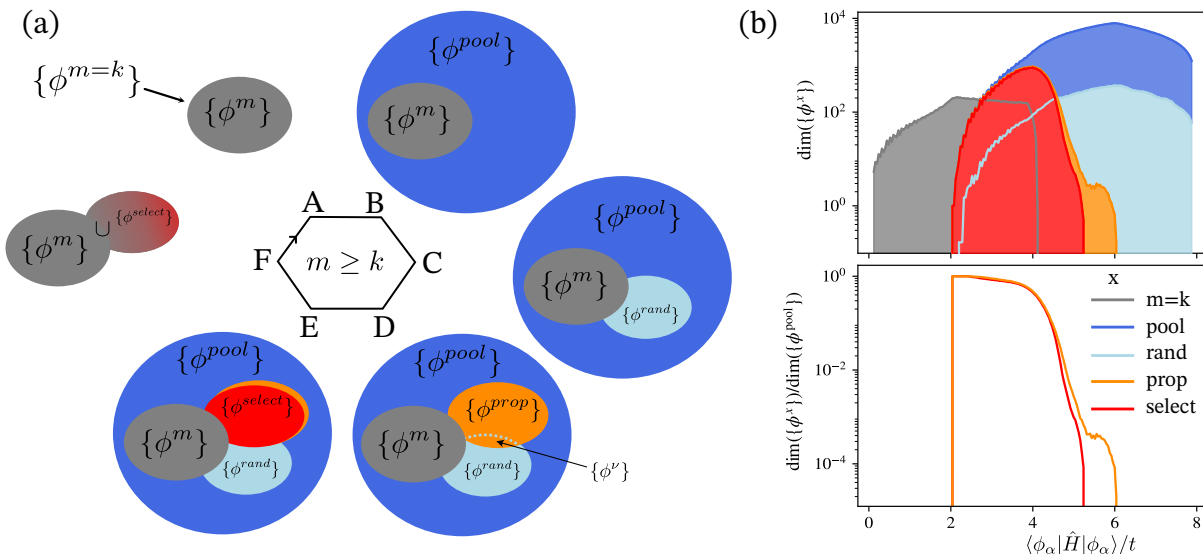 (a)
{ϕ^{m=k}}
{ϕ^m}
{ϕ^{pool}}
{ϕ^m}
{ϕ^{pool}}
{ϕ^m}
{ϕ^{rand}}
{ϕ^{pool}}
{ϕ^{prop}}
{ϕ^m}
{ϕ^{rand}}
{ϕ^ν}
{ϕ^{pool}}
{ϕ^{select}}
{ϕ^m}
{ϕ^{rand}}
{ϕ^m} ∪ {ϕ^{select}}
A B
F m ≥ k C
E D
(b)
dim({ϕ^x})
10^4
10^2
10^0
dim({ϕ^x})/dim({ϕ^{pool}})
10^0
10^{−2}
10^{−4}
x
m=k
pool
rand
prop
select
0 2 4 6 8
⟨ϕ_α|Ĥ|ϕ_α⟩/t